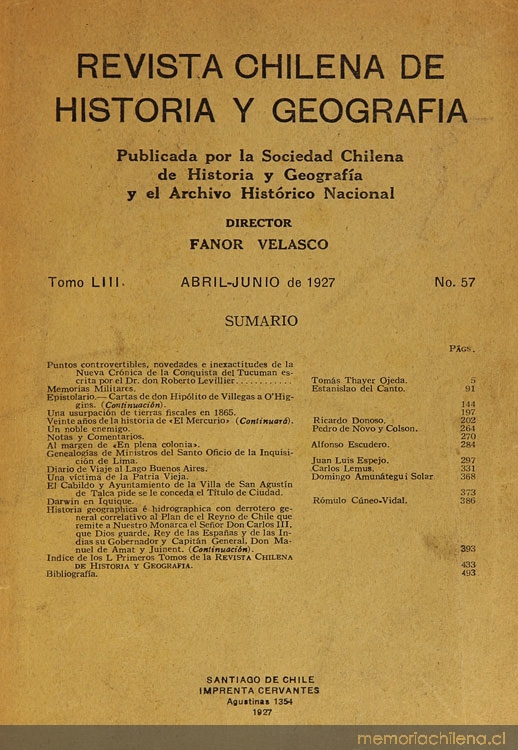 REVISTA CHILENA DE
HISTORIA Y GEOGRAFIA
Publicada por la Sociedad Chilena
de Historia y Geografía
y el Archivo Histórico Nacional
DIRECTOR
FANOR VELASCO
Tomo LIII. ABRIL-JUNIO de 1927 No. 57
SUMARIO
PÁGS.
Puntos controvertibles, novedades e inexactitudes de la
Nueva Crónica de la Conquista del Tucuman es-
crita por el Dr. don Roberto Levillier............ Tomás Thayer Ojeda. 5
Memorias Militares. Estanislao del Canto. 91
Epistolario.—Cartas de don Hipólito de Villegas a O'Hig-
gins. (Continuación). 144
Una usurpación de tierras fiscales en 1865. 197
Veinte años de la historia de «El Mercurio» (Continuará). Ricardo Donoso. 202
Un noble enemigo. Pedro de Novo y Colson. 264
Notas y Comentarios. 270
Al margen de «En plena colonia». Alfonso Escudero. 284
Genealogías de Ministros del Santo Oficio de la Inquisi-
ción de Lima. Juan Luis Espejo. 297
Diario de Viaje al Lago Buenos Aires. Carlos Lemus. 331
Una víctima de la Patria Vieja. Domingo Amunátegui Solar 368
El Cabildo y Ayuntamiento de la Villa de San Agustín
de Talca pide se le conceda el Título de Ciudad. 373
Darwin en Iquique. Rómulo Cúneo-Vidal. 386
Historia geographica é hidrographica con derrotero ge-
neral correlativo al Plan de el Reyno de Chile que
remite a Nuestro Monarca el Señor Don Carlos III,
que Dios guarde, Rey de las Españas y de las In-
dias su Gobernador y Capitán General, Don Ma-
nuel de Amat y Juinent. (Continuación). 393
Indice de los L Primeros Tomos de la REVISTA CHILENA
DE HISTORIA Y GEOGRAFIA. 433
Bibliografía. 493
SANTIAGO DE CHILE
IMPRENTA CERVANTES
Agustinas 1354
1927
memoriachilena.cl